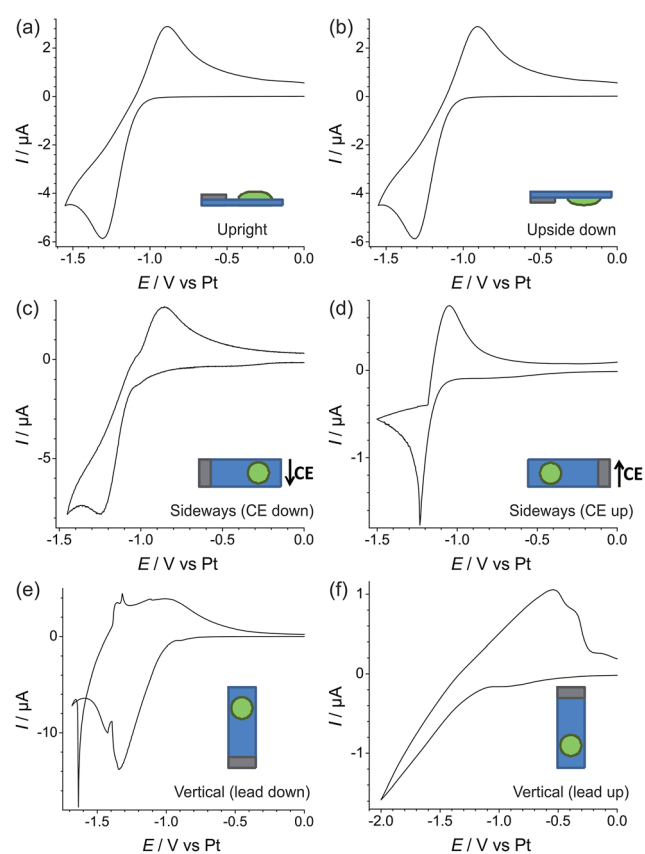 (a)
2
0
-2
-4
-6
I / µA
Upright
-1.5 -1.0 -0.5 0.0
E / V vs Pt
(b)
2
0
-2
-4
-6
I / µA
Upside down
-1.5 -1.0 -0.5 0.0
E / V vs Pt
(c)
0
-5
I / µA
CE
Sideways (CE down)
-1.5 -1.0 -0.5 0.0
E / V vs Pt
(d)
0
-1
I / µA
CE
Sideways (CE up)
-1.5 -1.0 -0.5 0.0
E / V vs Pt
(e)
0
-10
I / µA
Vertical (lead down)
-1.5 -1.0 -0.5 0.0
E / V vs Pt
(f)
1
0
-1
I / µA
Vertical (lead up)
-2.0 -1.5 -1.0 -0.5 0.0
E / V vs Pt